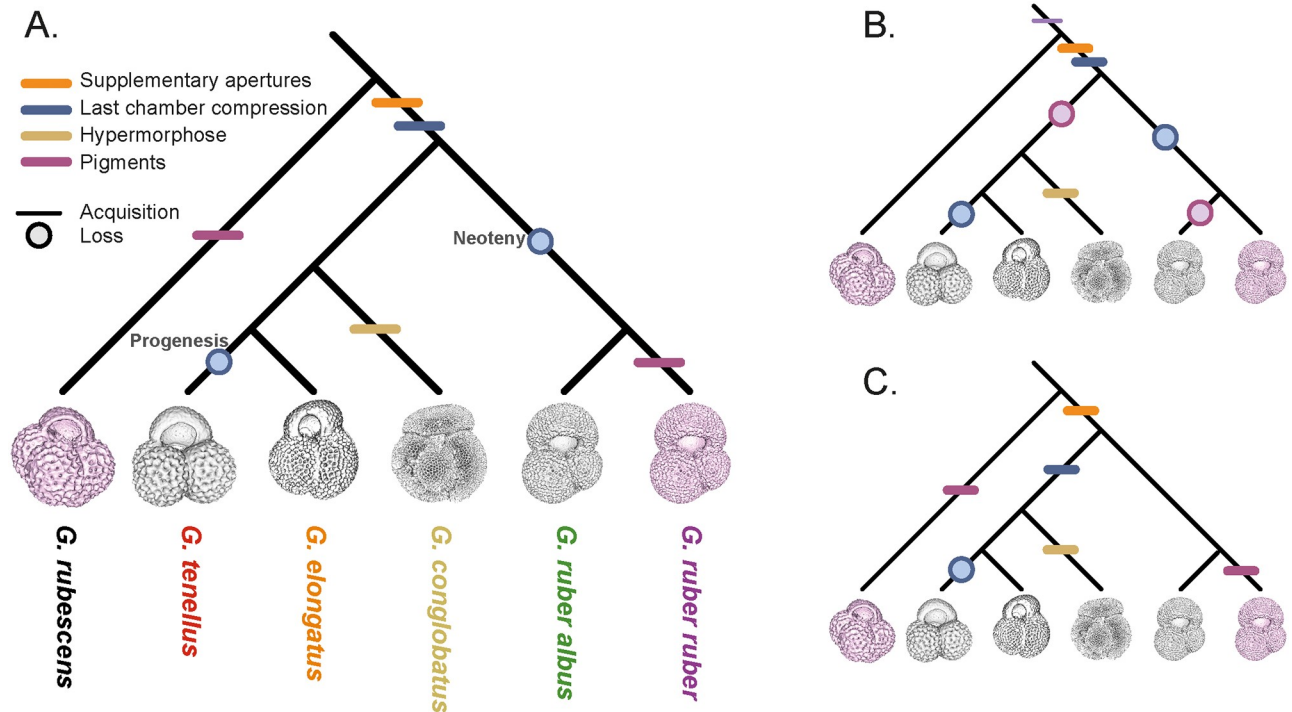 A.
Supplementary apertures
Last chamber compression
Hypermorphose
Pigments
Acquisition
Loss
Neoteny
Progenesis
G. rubescens
G. tenellus
G. elongatus
G. conglobatus
G. ruber albus
G. ruber ruber
B.
C.